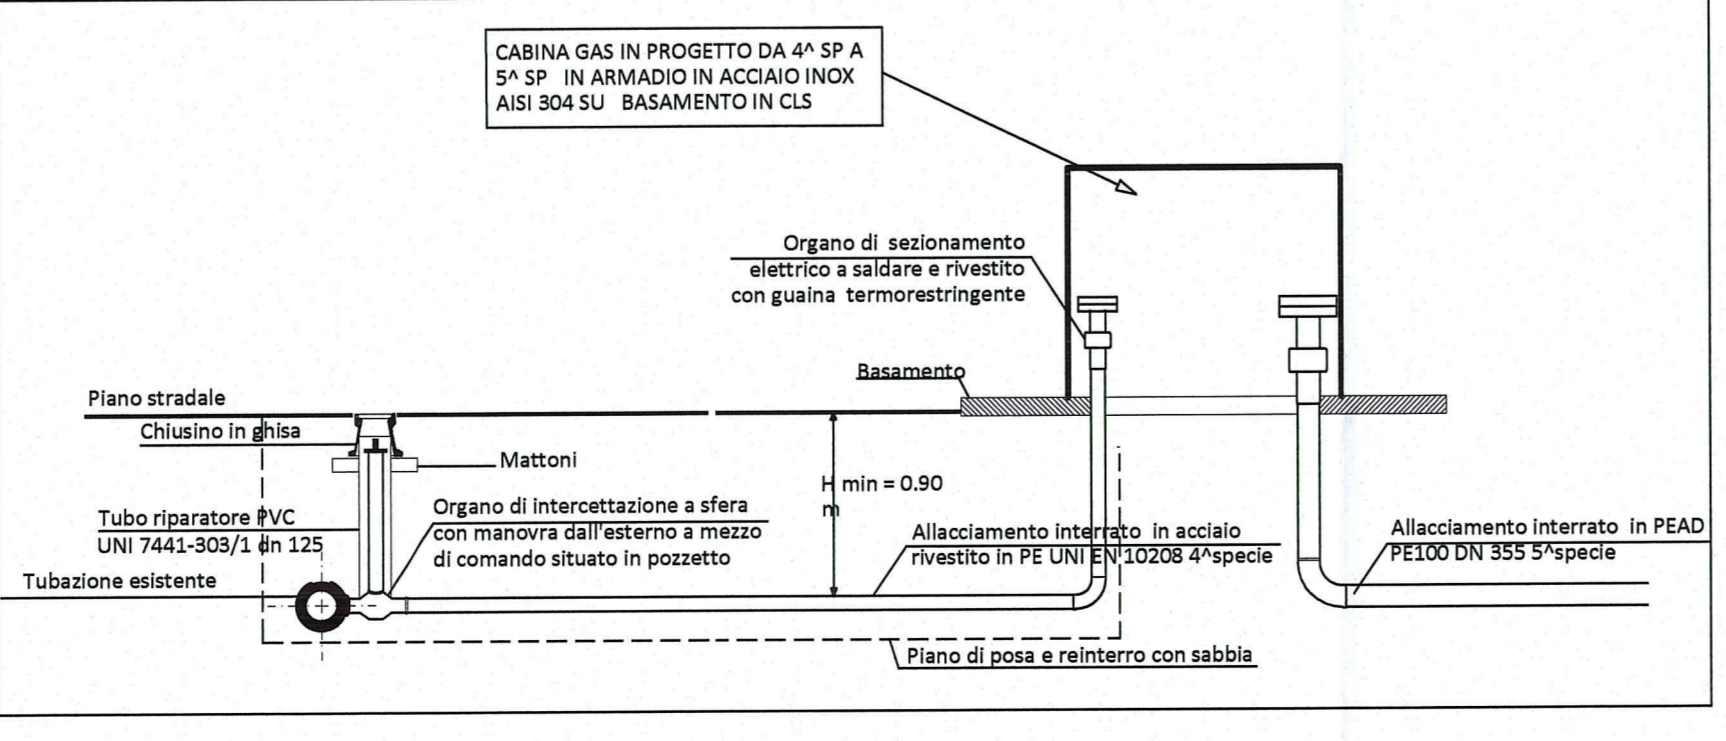 CABINA GAS IN PROGETTO DA 4^ SP A
5^ SP IN ARMADIO IN ACCIAIO INOX
AISI 304 SU BASAMENTO IN CLS
Organo di sezionamento
elettrico a saldare e rivestito
con guaina termorestringente
Basamento
Piano stradale
Chiusino in ghisa
Mattoni
Tubo riparatore PVC
UNI 7441-303/1 dn 125
Organo di intercettazione a sfera
con manovra dall'esterno a mezzo
di comando situato in pozzetto
H min = 0.90
m
Allacciamento interrato in acciaio
rivestito in PE UNI EN 10208 4^specie
Allacciamento interrato in PEAD
PE100 DN 355 5^specie
Tubazione esistente
Piano di posa e reinterro con sabbia